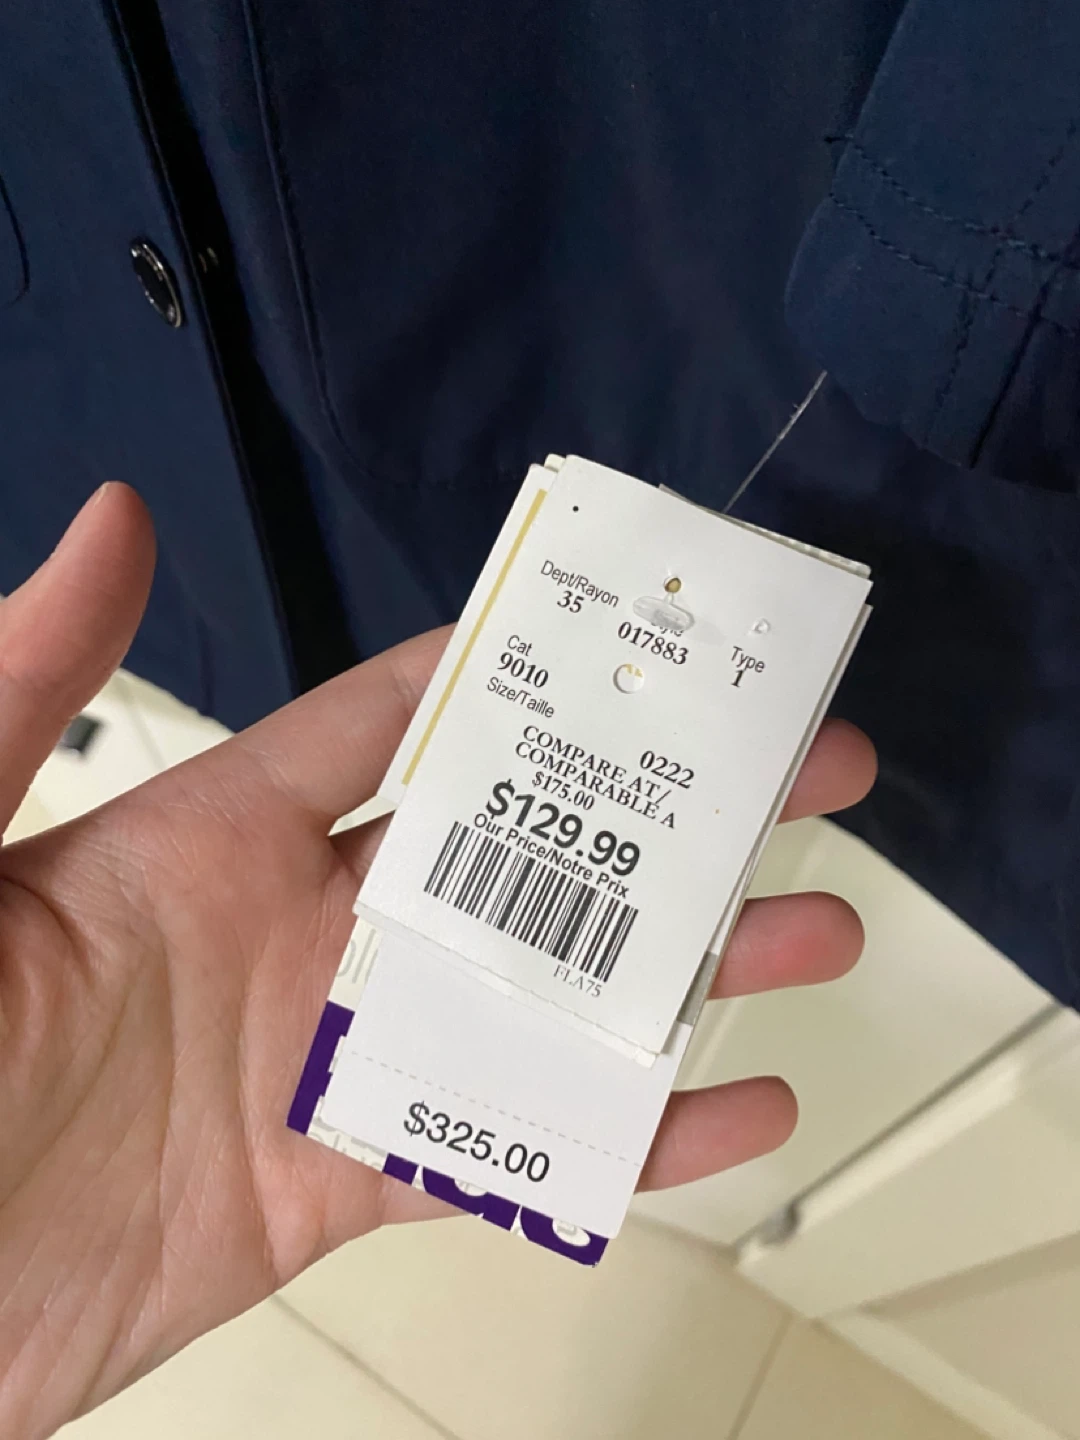 Dept/Rayon
35
017883
Type
1
Cat
9010
Size/Taille
0222
COMPARE AT/
COMPARABLE A
$175.00
$129.99
Our Price/Notre Prix
FLA75
$325.00